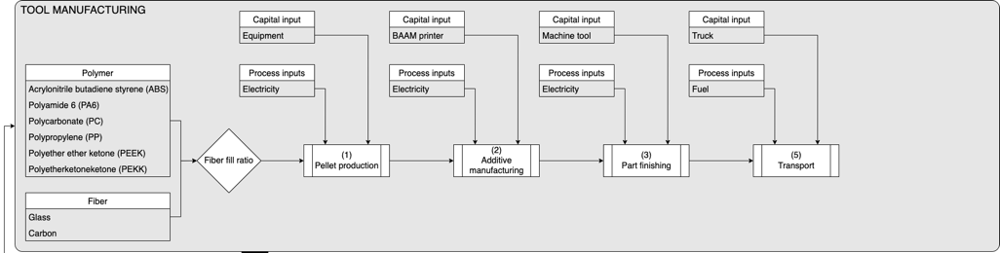 TOOL MANUFACTURING
Capital input
Equipment
Capital input
BAAM printer
Capital input
Machine tool
Capital input
Truck
Polymer
Acrylonitrile butadiene styrene (ABS)
Polyamide 6 (PA6)
Polycarbonate (PC)
Polypropylene (PP)
Polyether ether ketone (PEEK)
Polyetherketoneketone (PEKK)
Process inputs
Electricity
Process inputs
Electricity
Process inputs
Electricity
Process inputs
Fuel
Fiber fill ratio
(1)
Pellet production
(2)
Additive
manufacturing
(3)
Part finishing
(5)
Transport
Fiber
Glass
Carbon